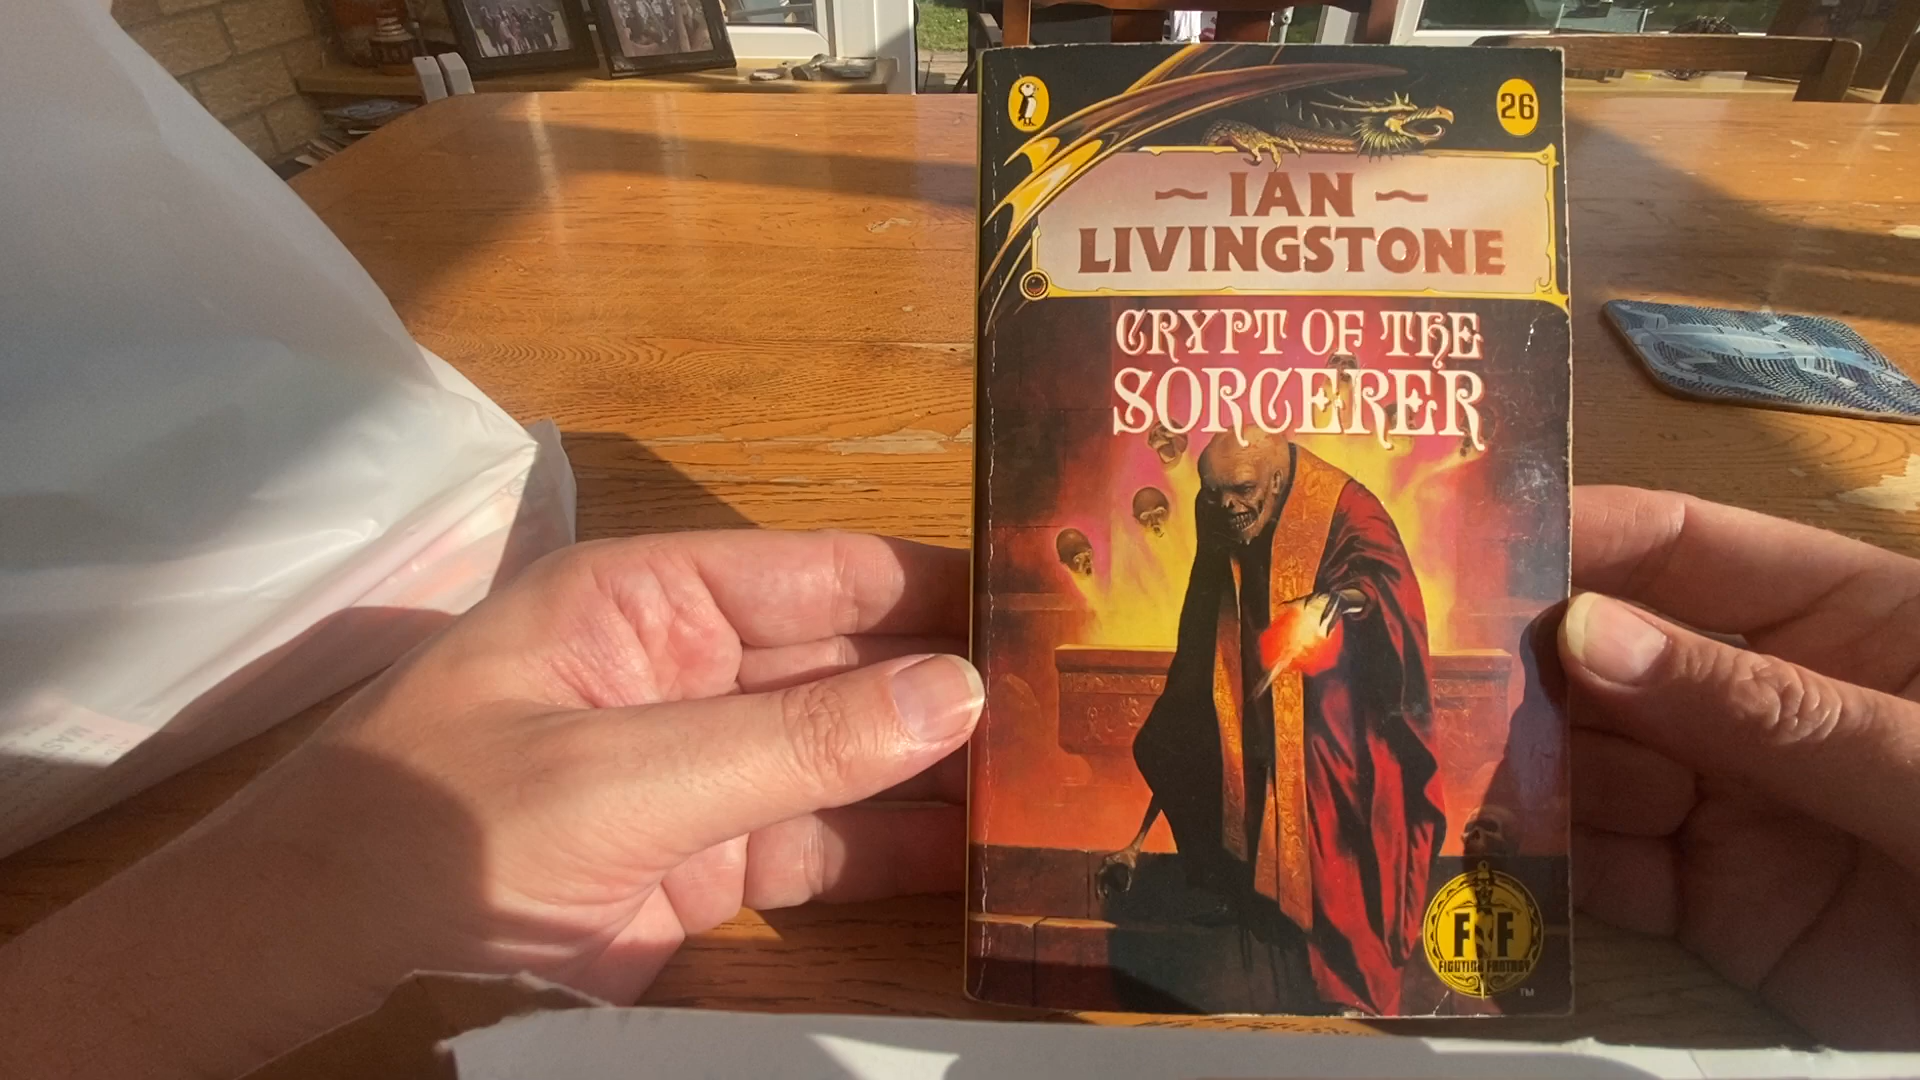 26
~ IAN ~
LIVINGSTONE
CRYPT OF THE
SORCERER
FF
FIGHTING FANTASY
TM